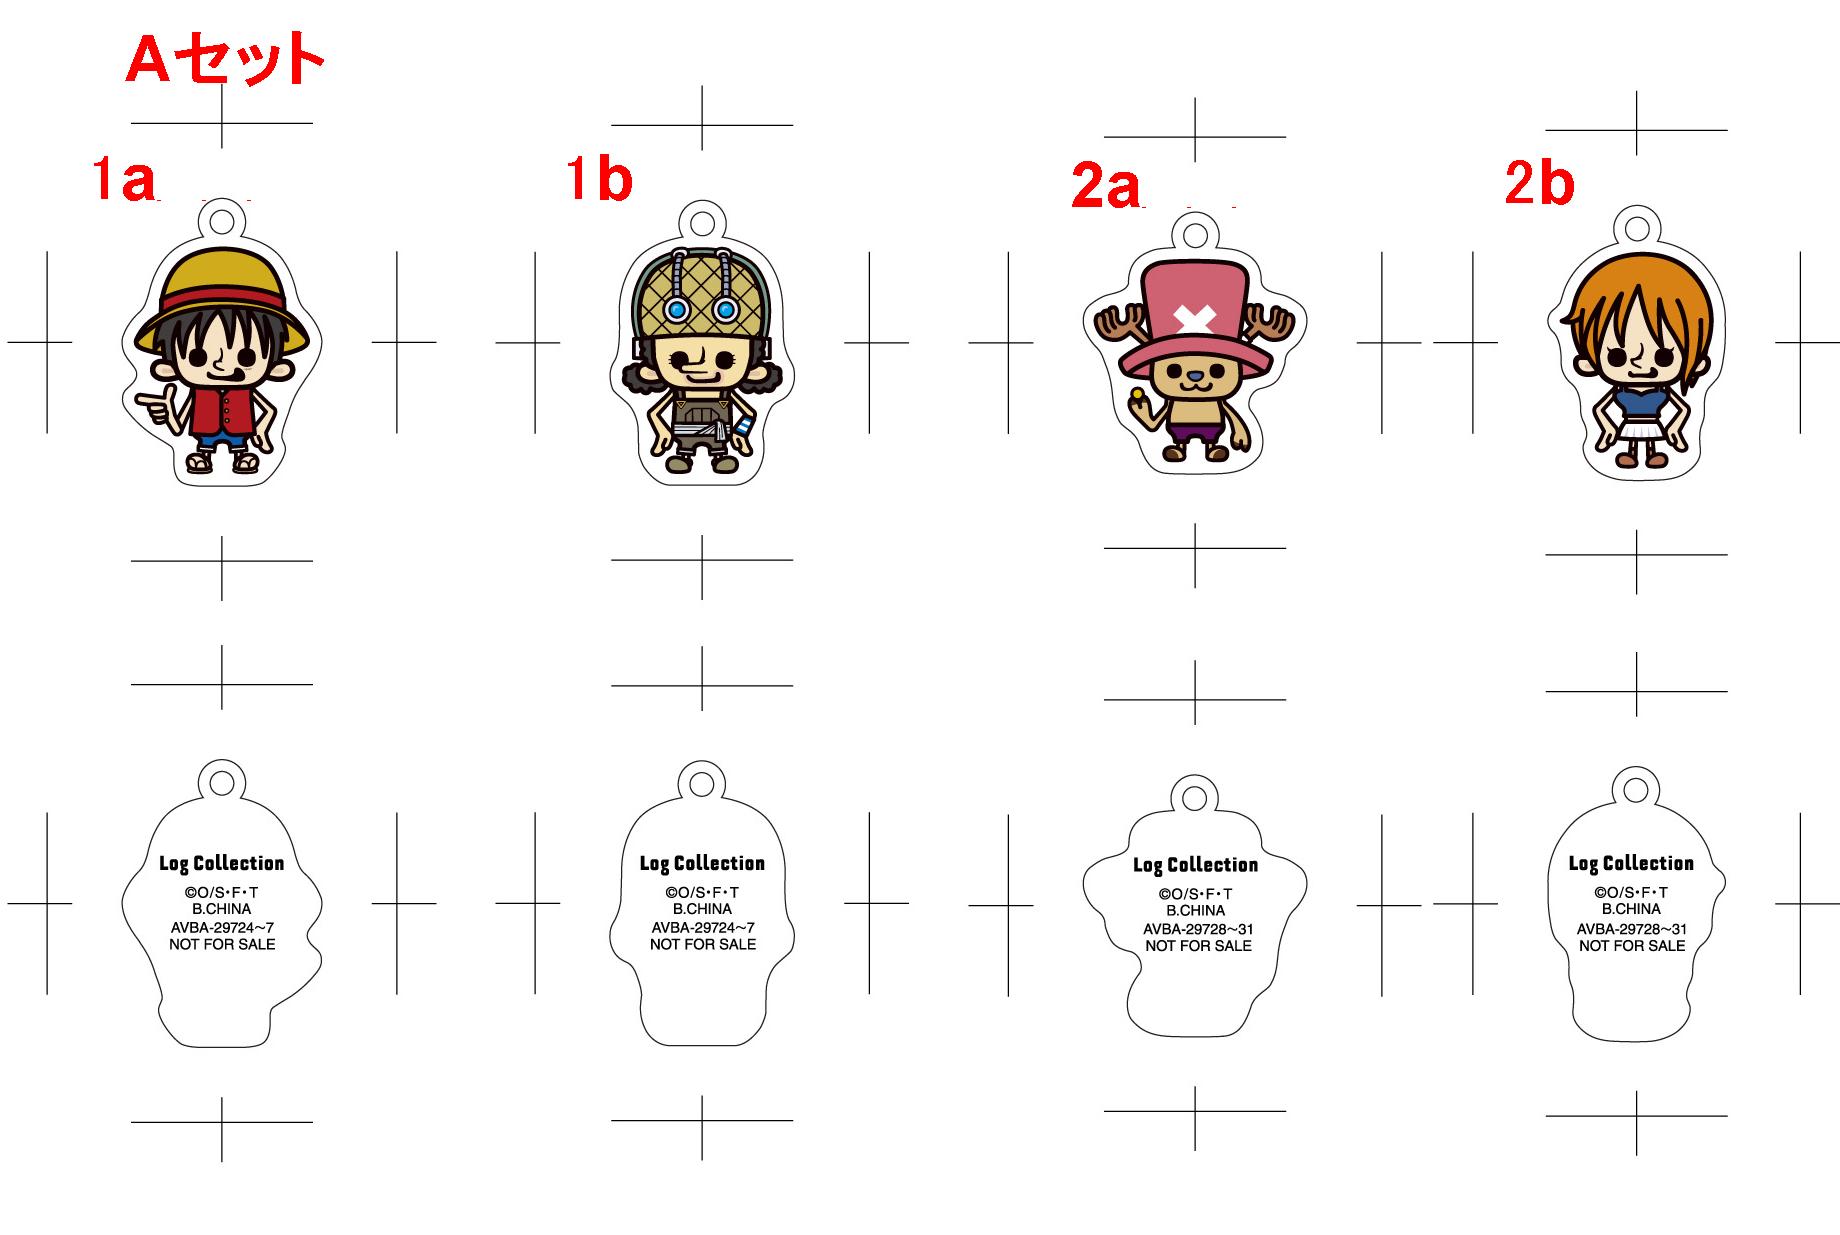 Aセット
1a
1b
2a
2b
Log Collection
©O/S・F・T
B.CHINA
AVBA-29724～7
NOT FOR SALE
Log Collection
©O/S・F・T
B.CHINA
AVBA-29724～7
NOT FOR SALE
Log Collection
©O/S・F・T
B.CHINA
AVBA-29728～31
NOT FOR SALE
Log Collection
©O/S・F・T
B.CHINA
AVBA-29728～31
NOT FOR SALE